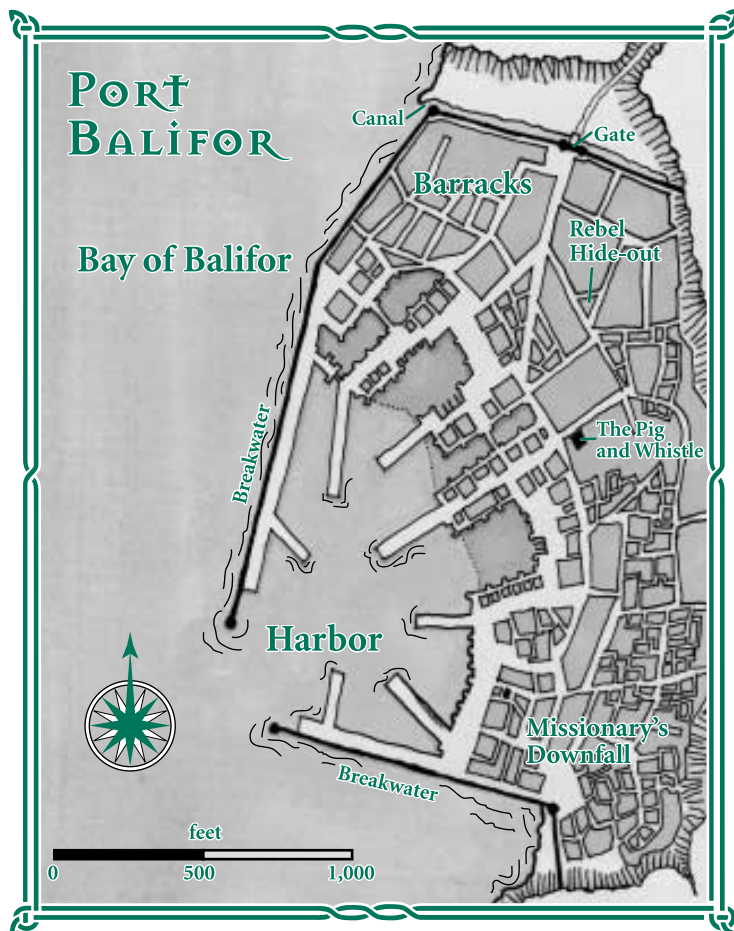 PORT
BALIFOR
Canal
Gate
Barracks
Rebel
Hide-out
Bay of Balifor
Breakwater
The Pig
and Whistle
Harbor
Missionary's
Downfall
Breakwater
feet
0 500 1,000